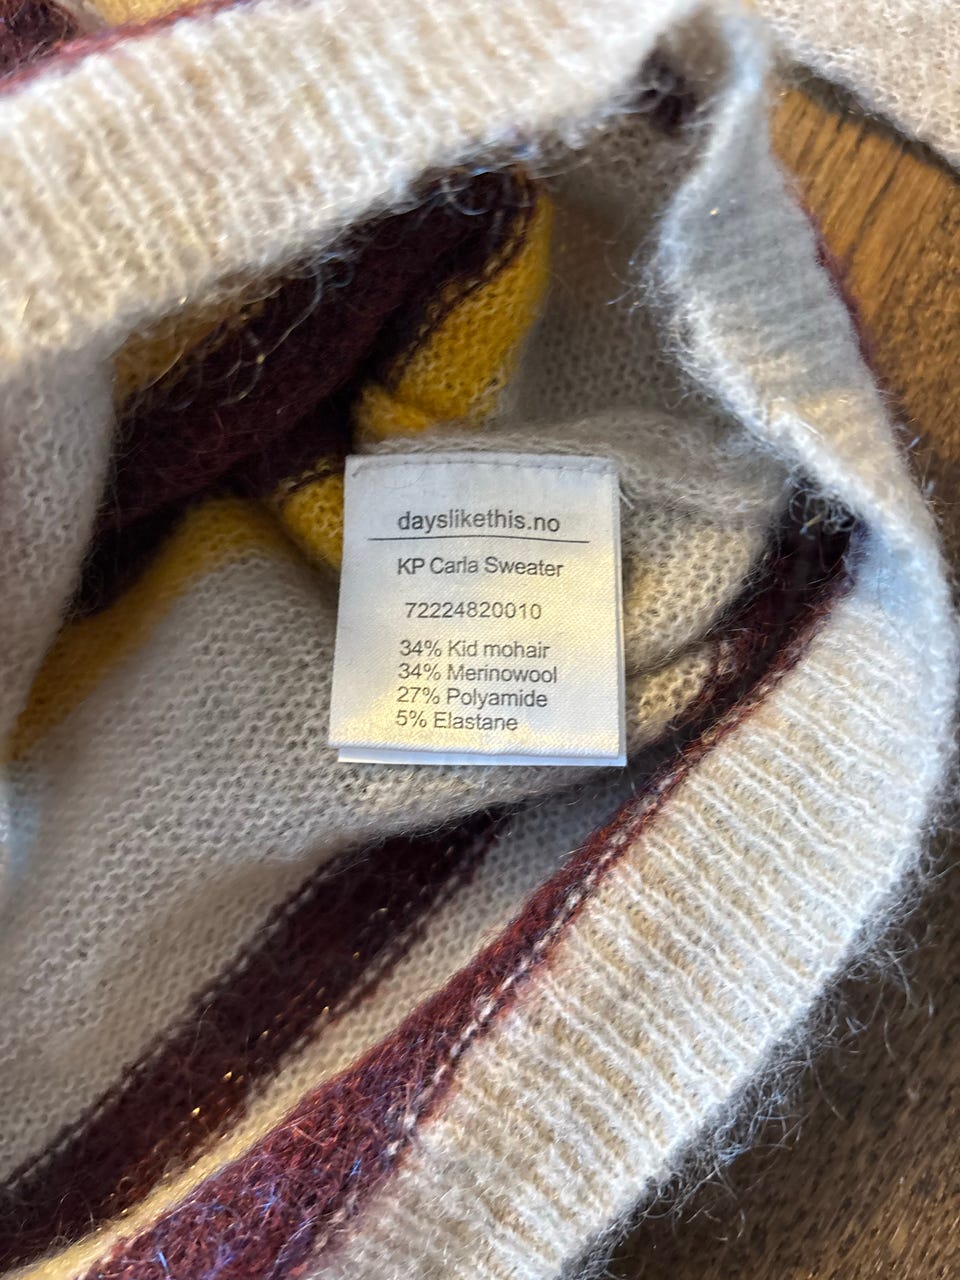 dayslikethis.no
KP Carla Sweater
72224820010
34% Kid mohair
34% Merinowool
27% Polyamide
5% Elastane